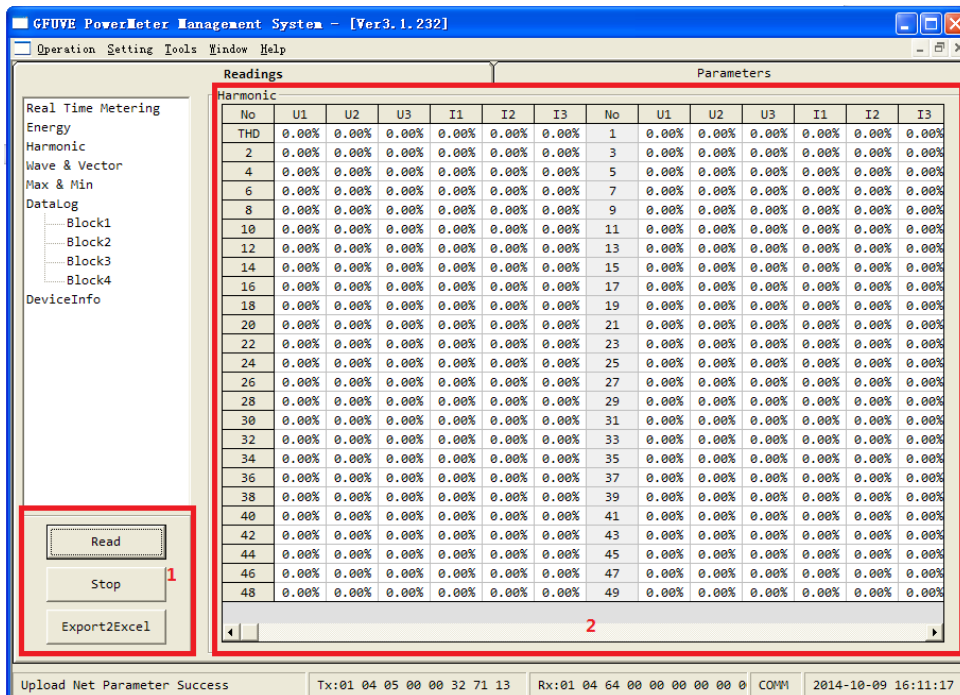 GFUVE PowerMeter Management System - [Ver3.1.232]
Operation Setting Tools Window Help
Readings Parameters
Real Time Metering
Energy
Harmonic
Wave & Vector
Max & Min
DataLog
Block1
Block2
Block3
Block4
DeviceInfo
Read
Stop
Export2Excel
1
Harmonic
No U1 U2 U3 I1 I2 I3 No U1 U2 U3 I1 I2 I3
THD 0.00% 0.00% 0.00% 0.00% 0.00% 0.00% 1 0.00% 0.00% 0.00% 0.00% 0.00% 0.00%
2 0.00% 0.00% 0.00% 0.00% 0.00% 0.00% 3 0.00% 0.00% 0.00% 0.00% 0.00% 0.00%
4 0.00% 0.00% 0.00% 0.00% 0.00% 0.00% 5 0.00% 0.00% 0.00% 0.00% 0.00% 0.00%
6 0.00% 0.00% 0.00% 0.00% 0.00% 0.00% 7 0.00% 0.00% 0.00% 0.00% 0.00% 0.00%
8 0.00% 0.00% 0.00% 0.00% 0.00% 0.00% 9 0.00% 0.00% 0.00% 0.00% 0.00% 0.00%
10 0.00% 0.00% 0.00% 0.00% 0.00% 0.00% 11 0.00% 0.00% 0.00% 0.00% 0.00% 0.00%
12 0.00% 0.00% 0.00% 0.00% 0.00% 0.00% 13 0.00% 0.00% 0.00% 0.00% 0.00% 0.00%
14 0.00% 0.00% 0.00% 0.00% 0.00% 0.00% 15 0.00% 0.00% 0.00% 0.00% 0.00% 0.00%
16 0.00% 0.00% 0.00% 0.00% 0.00% 0.00% 17 0.00% 0.00% 0.00% 0.00% 0.00% 0.00%
18 0.00% 0.00% 0.00% 0.00% 0.00% 0.00% 19 0.00% 0.00% 0.00% 0.00% 0.00% 0.00%
20 0.00% 0.00% 0.00% 0.00% 0.00% 0.00% 21 0.00% 0.00% 0.00% 0.00% 0.00% 0.00%
22 0.00% 0.00% 0.00% 0.00% 0.00% 0.00% 23 0.00% 0.00% 0.00% 0.00% 0.00% 0.00%
24 0.00% 0.00% 0.00% 0.00% 0.00% 0.00% 25 0.00% 0.00% 0.00% 0.00% 0.00% 0.00%
26 0.00% 0.00% 0.00% 0.00% 0.00% 0.00% 27 0.00% 0.00% 0.00% 0.00% 0.00% 0.00%
28 0.00% 0.00% 0.00% 0.00% 0.00% 0.00% 29 0.00% 0.00% 0.00% 0.00% 0.00% 0.00%
30 0.00% 0.00% 0.00% 0.00% 0.00% 0.00% 31 0.00% 0.00% 0.00% 0.00% 0.00% 0.00%
32 0.00% 0.00% 0.00% 0.00% 0.00% 0.00% 33 0.00% 0.00% 0.00% 0.00% 0.00% 0.00%
34 0.00% 0.00% 0.00% 0.00% 0.00% 0.00% 35 0.00% 0.00% 0.00% 0.00% 0.00% 0.00%
36 0.00% 0.00% 0.00% 0.00% 0.00% 0.00% 37 0.00% 0.00% 0.00% 0.00% 0.00% 0.00%
38 0.00% 0.00% 0.00% 0.00% 0.00% 0.00% 39 0.00% 0.00% 0.00% 0.00% 0.00% 0.00%
40 0.00% 0.00% 0.00% 0.00% 0.00% 0.00% 41 0.00% 0.00% 0.00% 0.00% 0.00% 0.00%
42 0.00% 0.00% 0.00% 0.00% 0.00% 0.00% 43 0.00% 0.00% 0.00% 0.00% 0.00% 0.00%
44 0.00% 0.00% 0.00% 0.00% 0.00% 0.00% 45 0.00% 0.00% 0.00% 0.00% 0.00% 0.00%
46 0.00% 0.00% 0.00% 0.00% 0.00% 0.00% 47 0.00% 0.00% 0.00% 0.00% 0.00% 0.00%
48 0.00% 0.00% 0.00% 0.00% 0.00% 0.00% 49 0.00% 0.00% 0.00% 0.00% 0.00% 0.00%
2
Upload Net Parameter Success Tx:01 04 05 00 00 32 71 13 Rx:01 04 64 00 00 00 00 00 0 COMM 2014-10-09 16:11:17